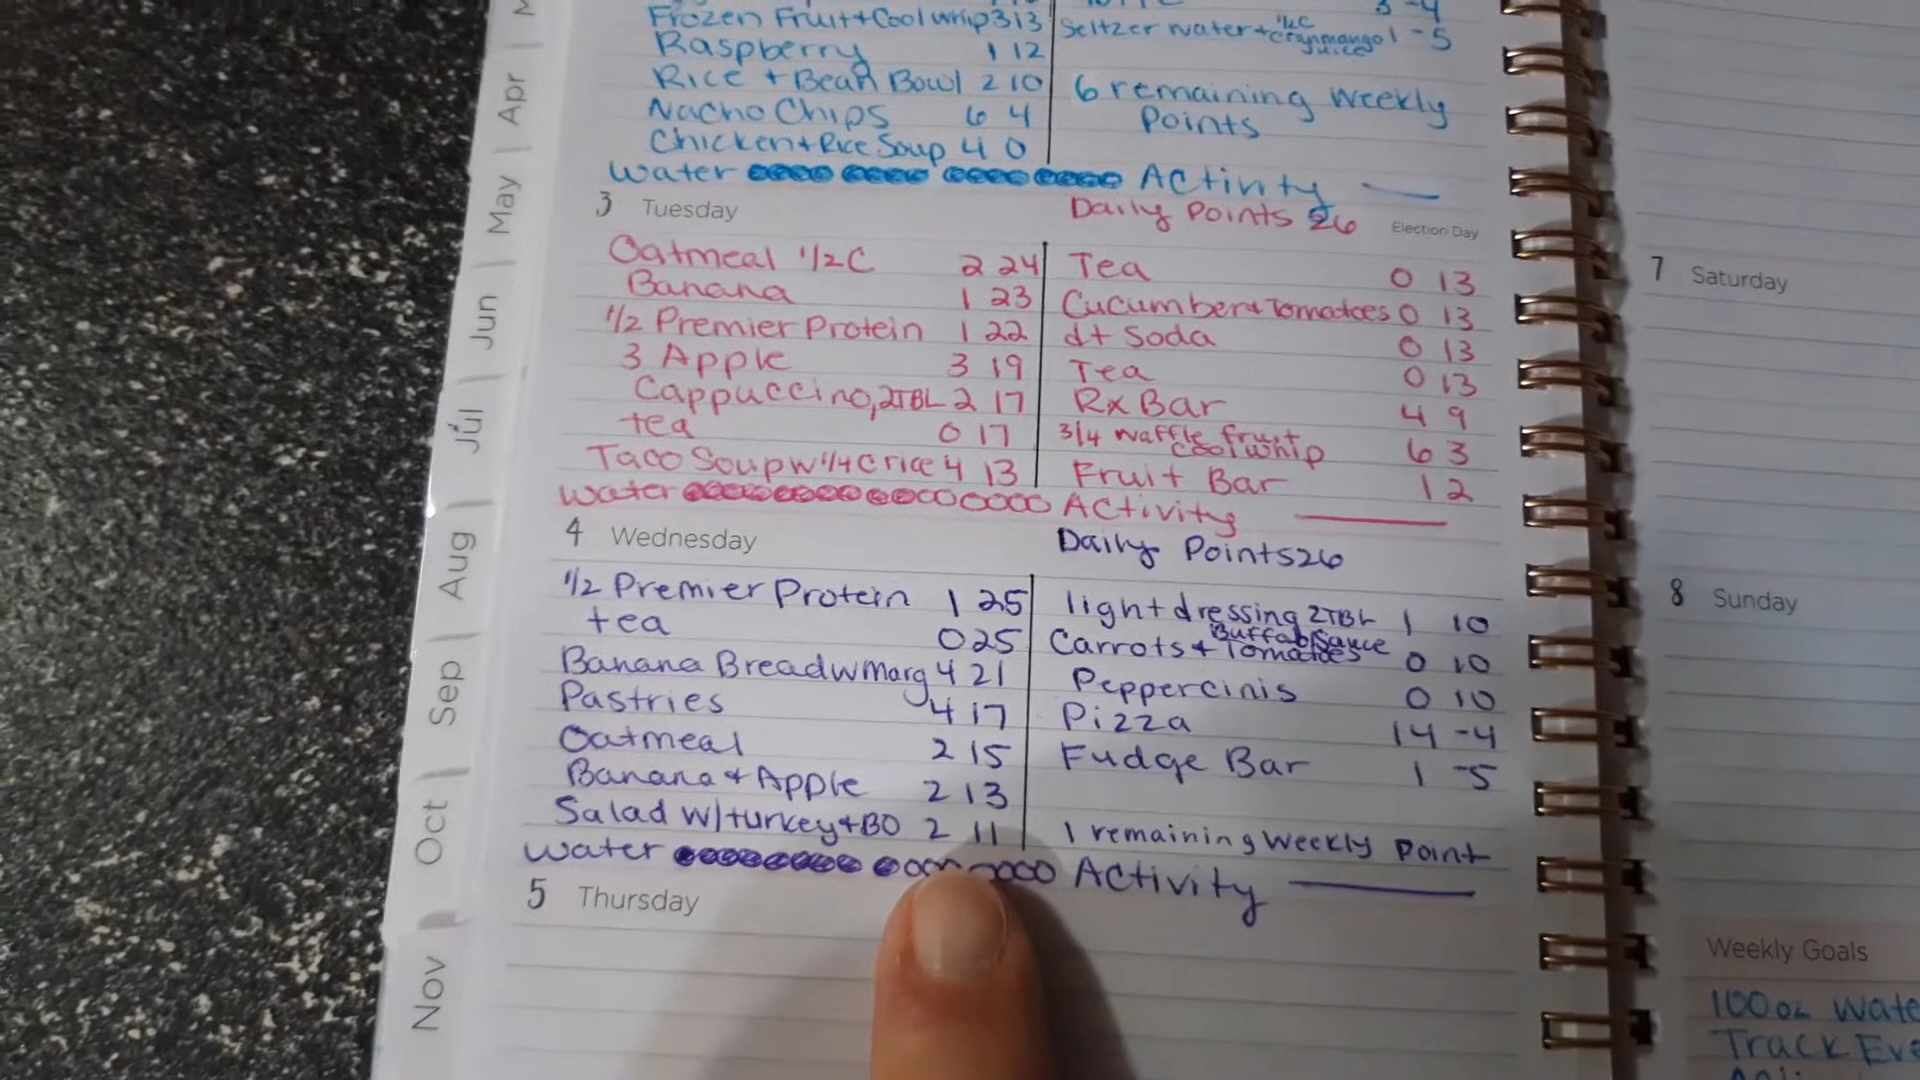 Apr
May
Jun
Jul
Aug
Sep
Oct
Nov
Frozen Fruit+Cool whip 3 13
Raspberry 1 12
Rice + Bean Bowl 2 10
Nacho Chips 6 4
Chicken+Rice Soup 4 0
Seltzer water + 1 -5
Juice
6 remaining weekly
Points
Water Activity
3 Tuesday
Daily Points 26
Election Day
Oatmeal 1/2 C 2 24
Banana 1 23
1/2 Premier Protein 1 22
3 Apple 3 19
Cappuccino, 2TBL 2 17
tea 0 17
Taco Soup w 1/4 C rice 4 13
Tea 0 13
Cucumber+Tomatoes 0 13
dt Soda 0 13
Tea 0 13
Rx Bar 4 9
3/4 waffle, fruit
coolwhip 6 3
Fruit Bar 1 2
Water Activity
4 Wednesday
Daily Points 26
1/2 Premier Protein 1 25
tea 0 25
Banana Bread w marg 4 21
Pastries 4 17
Oatmeal 2 15
Banana + Apple 2 13
Salad w/turkey+BO 2 11
light dressing 2TBL 1 10
Buffalo Sauce
Carrots + Tomatoes 0 10
Peppercinis 0 10
Pizza 14 -4
Fudge Bar 1 -5
1 remaining weekly Point
Water Activity
5 Thursday
7 Saturday
8 Sunday
Weekly Goals
100oz Wate
Track Eve